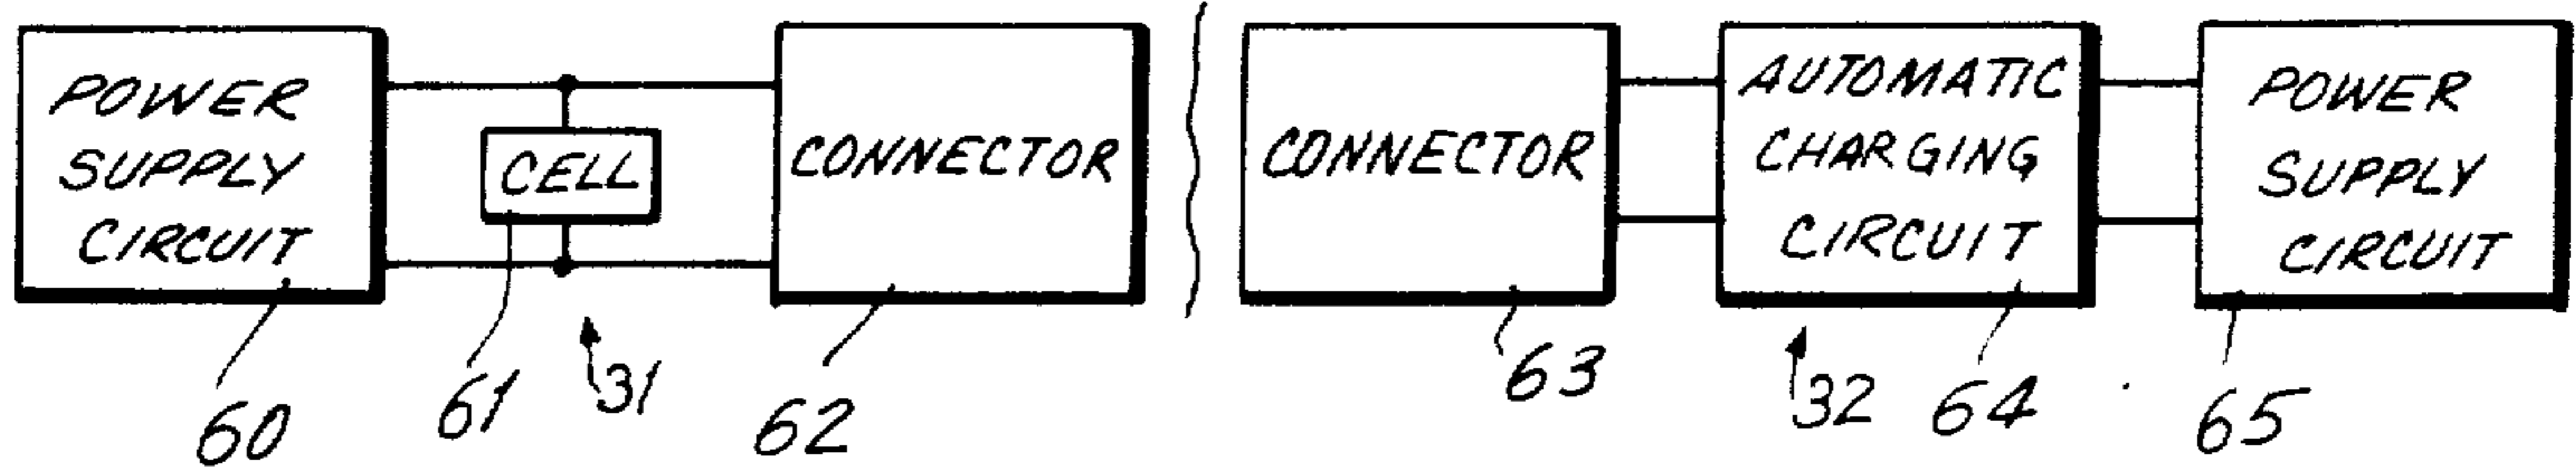 POWER
SUPPLY
CIRCUIT
CELL
CONNECTOR
CONNECTOR
AUTOMATIC
CHARGING
CIRCUIT
POWER
SUPPLY
CIRCUIT
60
61
31
62
63
32
64
65